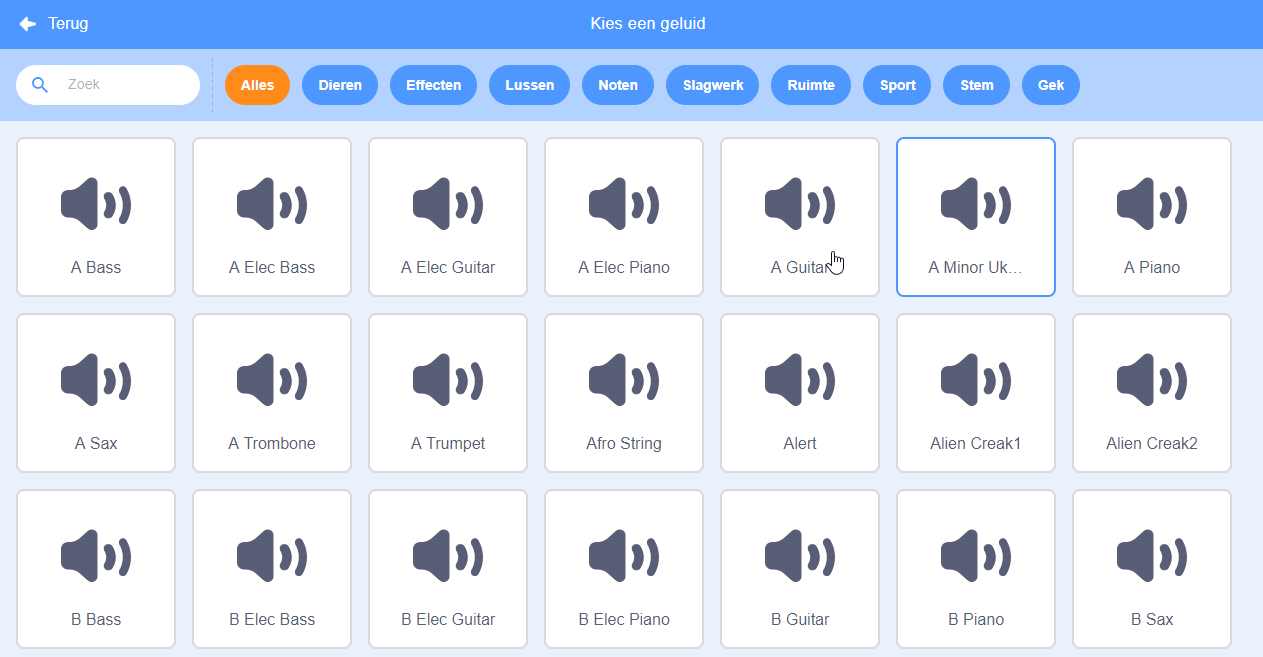 Terug
Kies een geluid
Zoek
Alles
Dieren
Effecten
Lussen
Noten
Slagwerk
Ruimte
Sport
Stem
Gek
A Bass
A Elec Bass
A Elec Guitar
A Elec Piano
A Guitar
A Minor Uk...
A Piano
A Sax
A Trombone
A Trumpet
Afro String
Alert
Alien Creak1
Alien Creak2
B Bass
B Elec Bass
B Elec Guitar
B Elec Piano
B Guitar
B Piano
B Sax